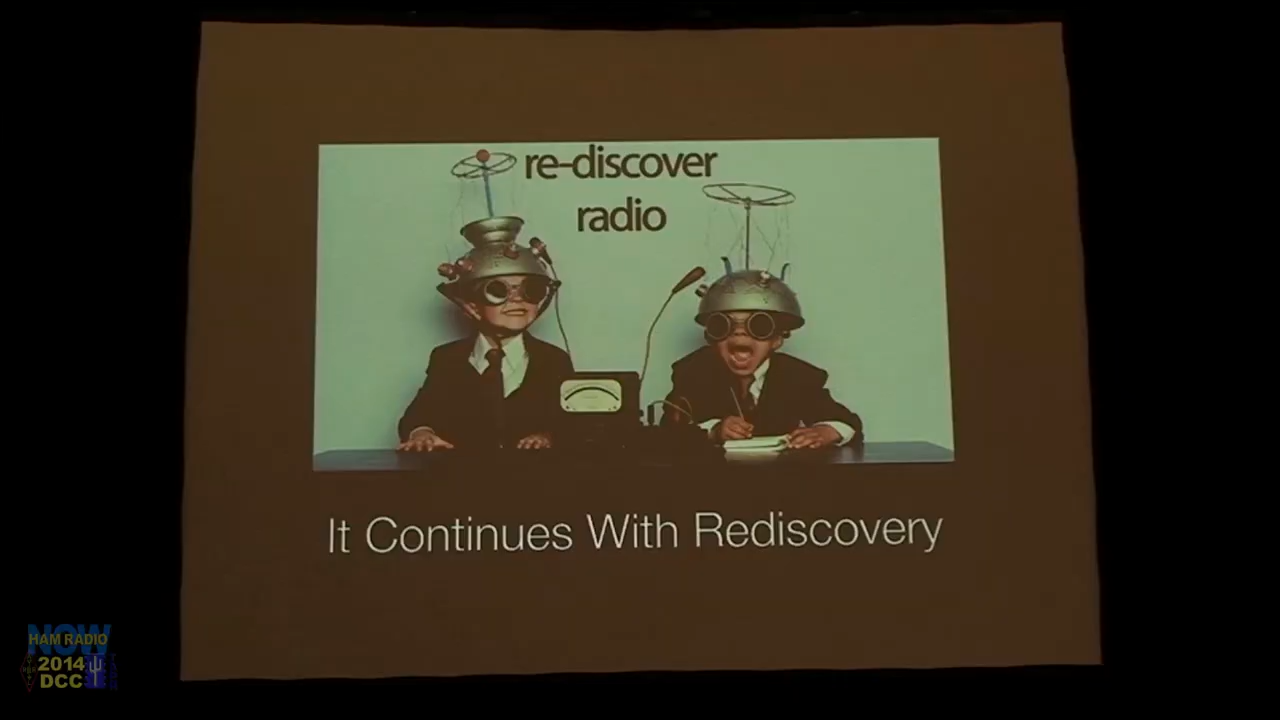 re-discover
radio
It Continues With Rediscovery
NOW
HAM RADIO
2014
DCC